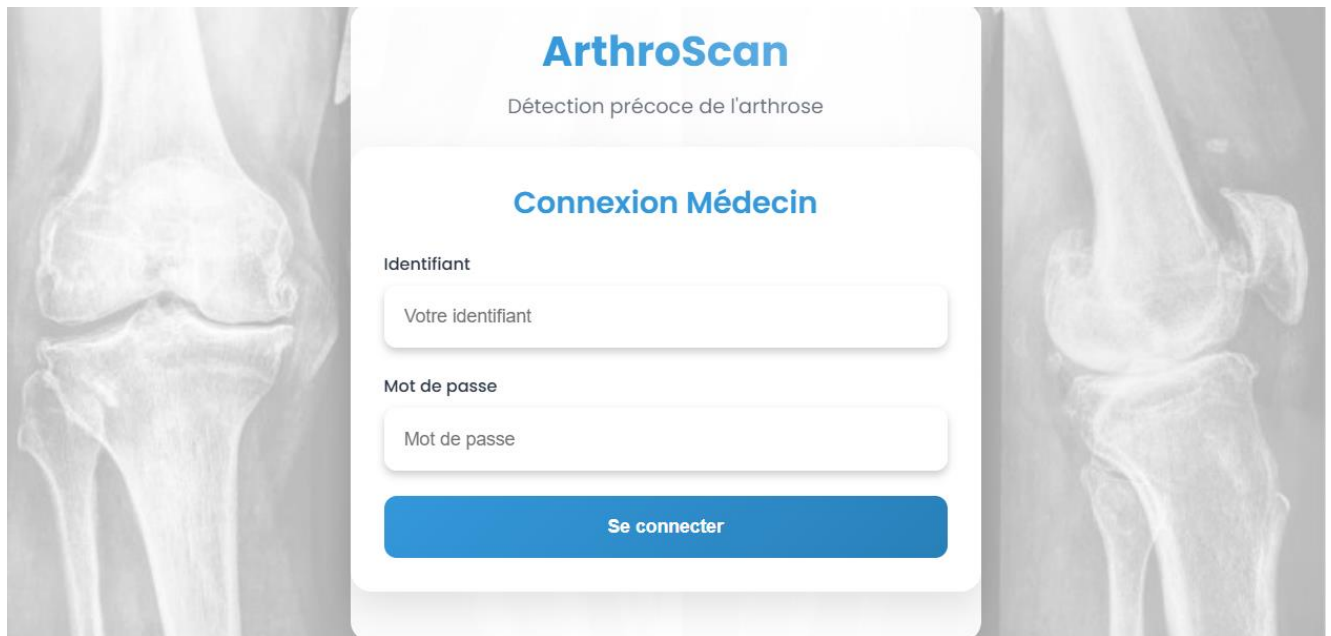 ArthroScan
Détection précoce de l'arthrose
Connexion Médecin
Identifiant
Votre identifiant
Mot de passe
Mot de passe
Se connecter